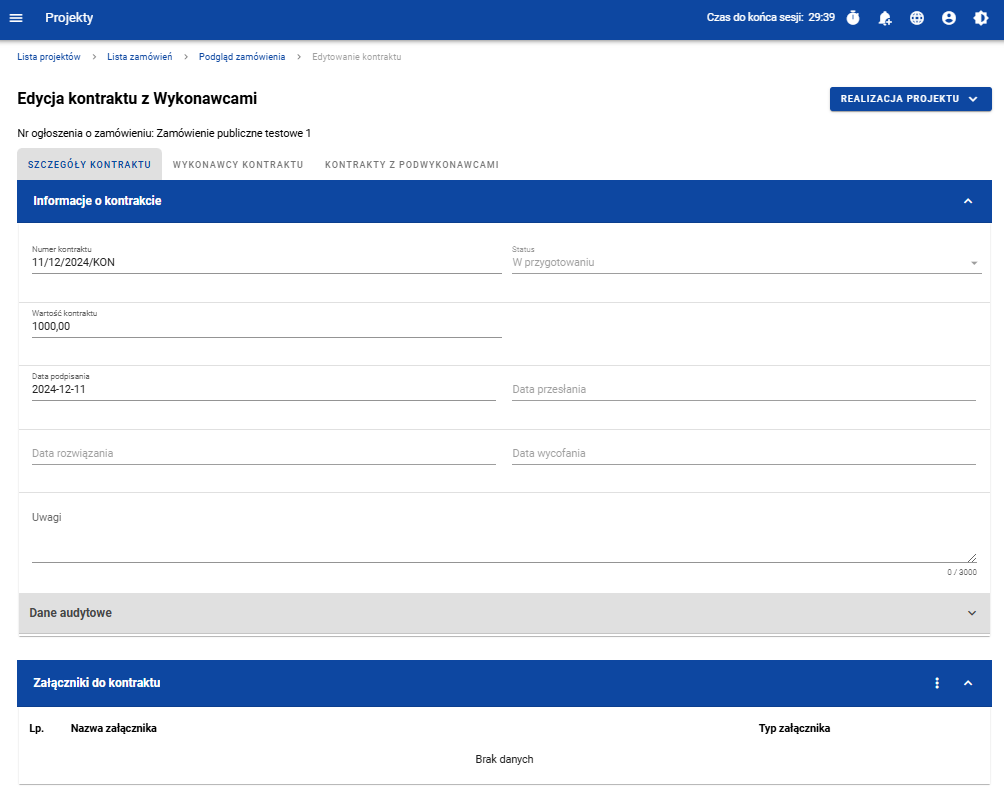 Projekty
Czas do końca sesji: 29:39
Lista projektów > Lista zamówień > Podgląd zamówienia > Edytowanie kontraktu
Edycja kontraktu z Wykonawcami
REALIZACJA PROJEKTU
Nr ogłoszenia o zamówieniu: Zamówienie publiczne testowe 1
SZCZEGÓŁY KONTRAKTU WYKONAWCY KONTRAKTU KONTRAKTY Z PODWYKONAWCAMI
Informacje o kontrakcie
Numer kontraktu
11/12/2024/KON
Status
W przygotowaniu
Wartość kontraktu
1000,00
Data podpisania
2024-12-11
Data przesłania
Data rozwiązania
Data wycofania
Uwagi
0 / 3000
Dane audytowe
Załączniki do kontraktu
Lp. Nazwa załącznika Typ załącznika
Brak danych